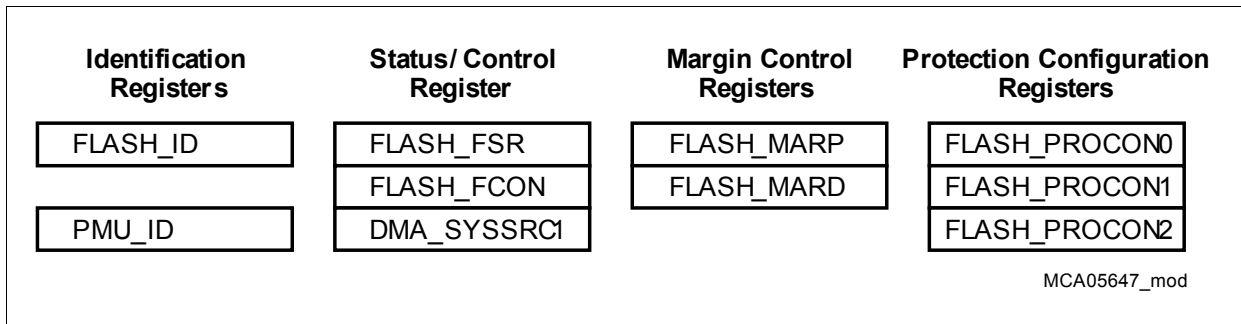 Identification
Registers
Status/ Control
Register
Margin Control
Registers
Protection Configuration
Registers
FLASH_ID
FLASH_FSR
FLASH_MARP
FLASH_PROCON0
FLASH_FCON
FLASH_MARD
FLASH_PROCON1
PMU_ID
DMA_SYSSRC1
FLASH_PROCON2
MCA05647_mod